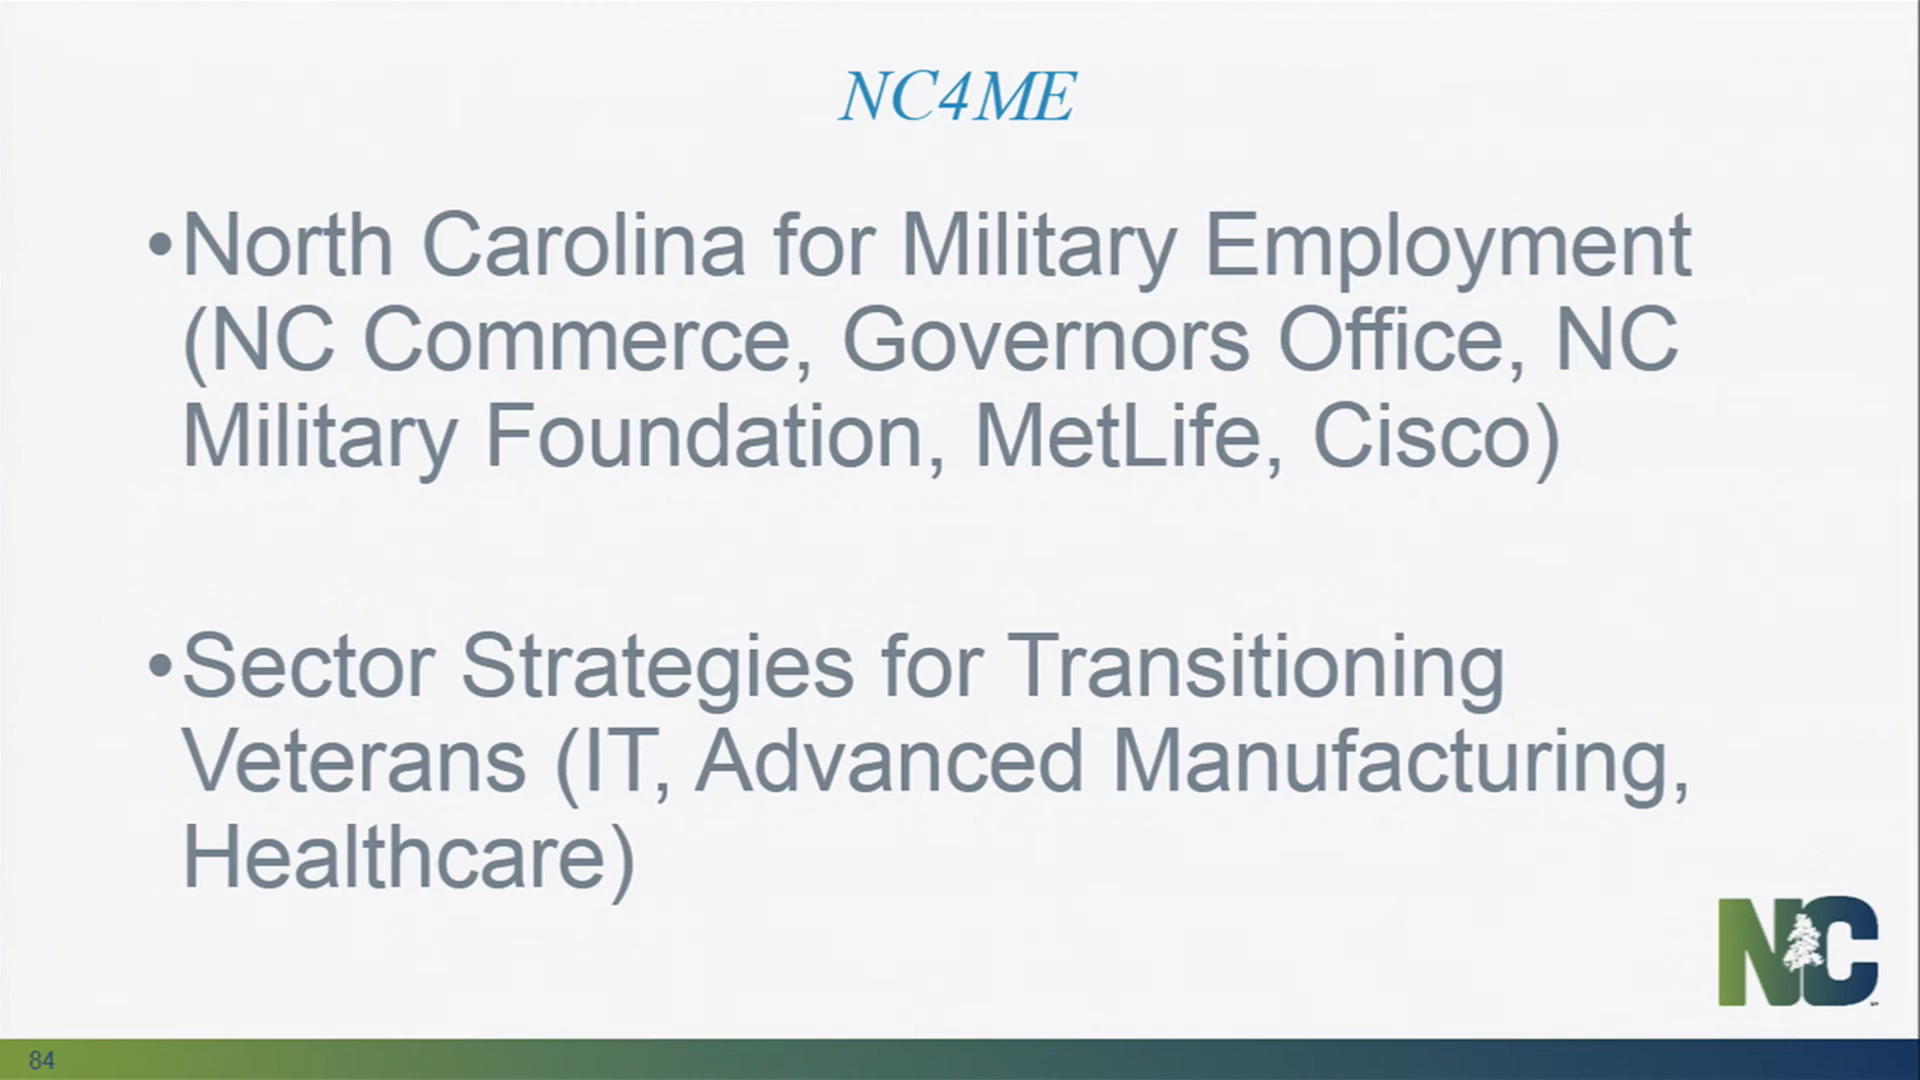 NC4ME
•North Carolina for Military Employment
(NC Commerce, Governors Office, NC
Military Foundation, MetLife, Cisco)
•Sector Strategies for Transitioning
Veterans (IT, Advanced Manufacturing,
Healthcare)
NC
84